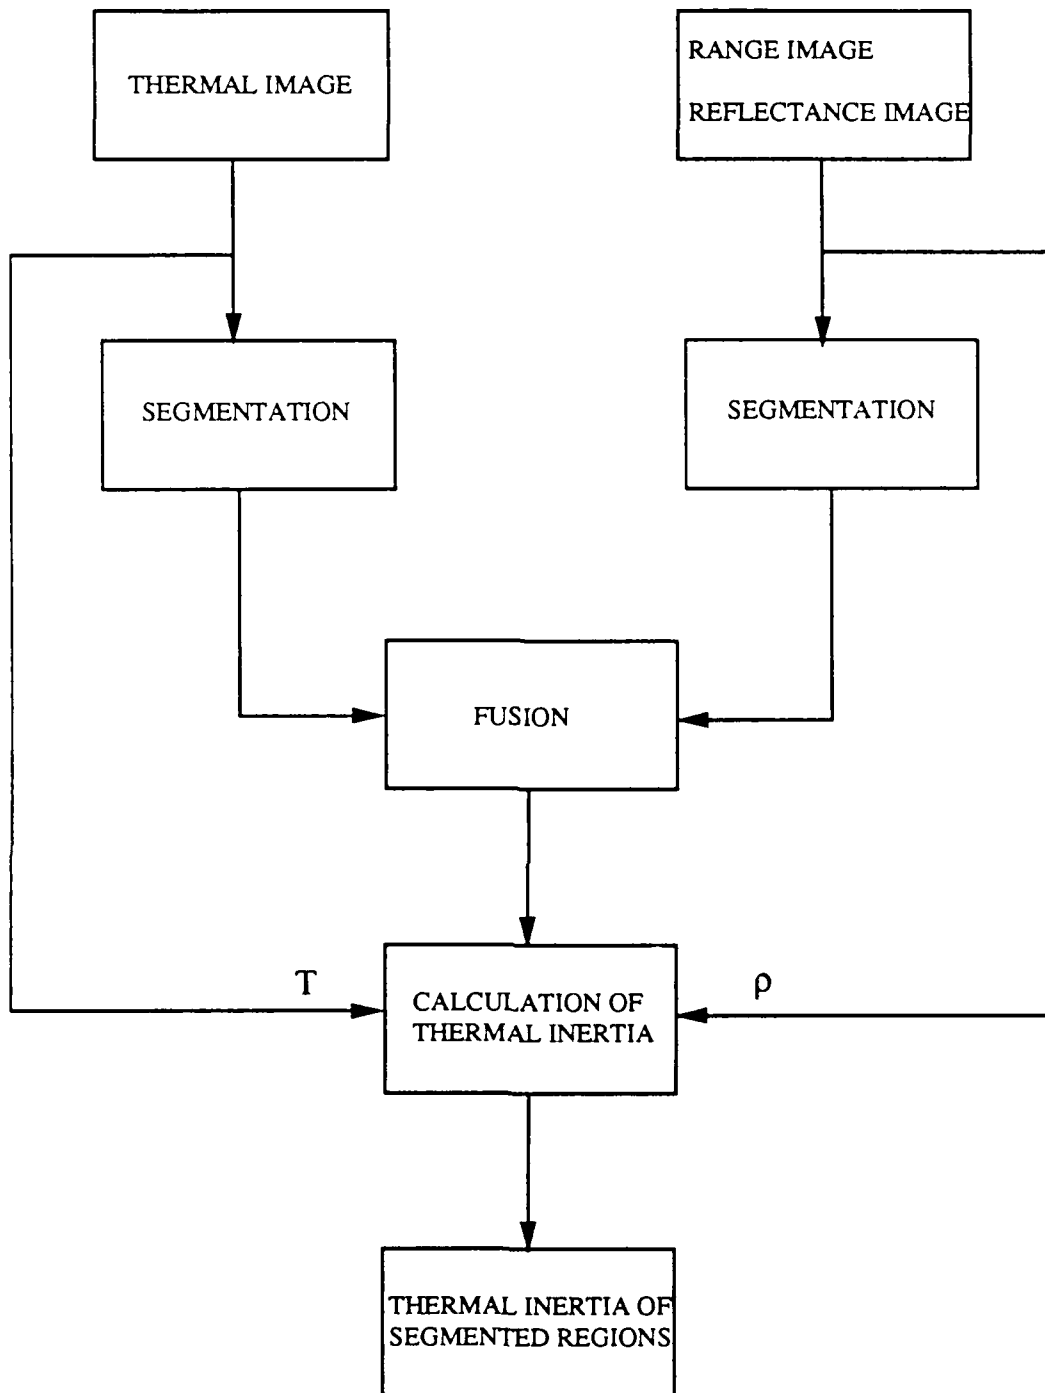 THERMAL IMAGE
RANGE IMAGE
REFLECTANCE IMAGE
SEGMENTATION
SEGMENTATION
FUSION
T
ρ
CALCULATION OF
THERMAL INERTIA
THERMAL INERTIA OF
SEGMENTED REGIONS